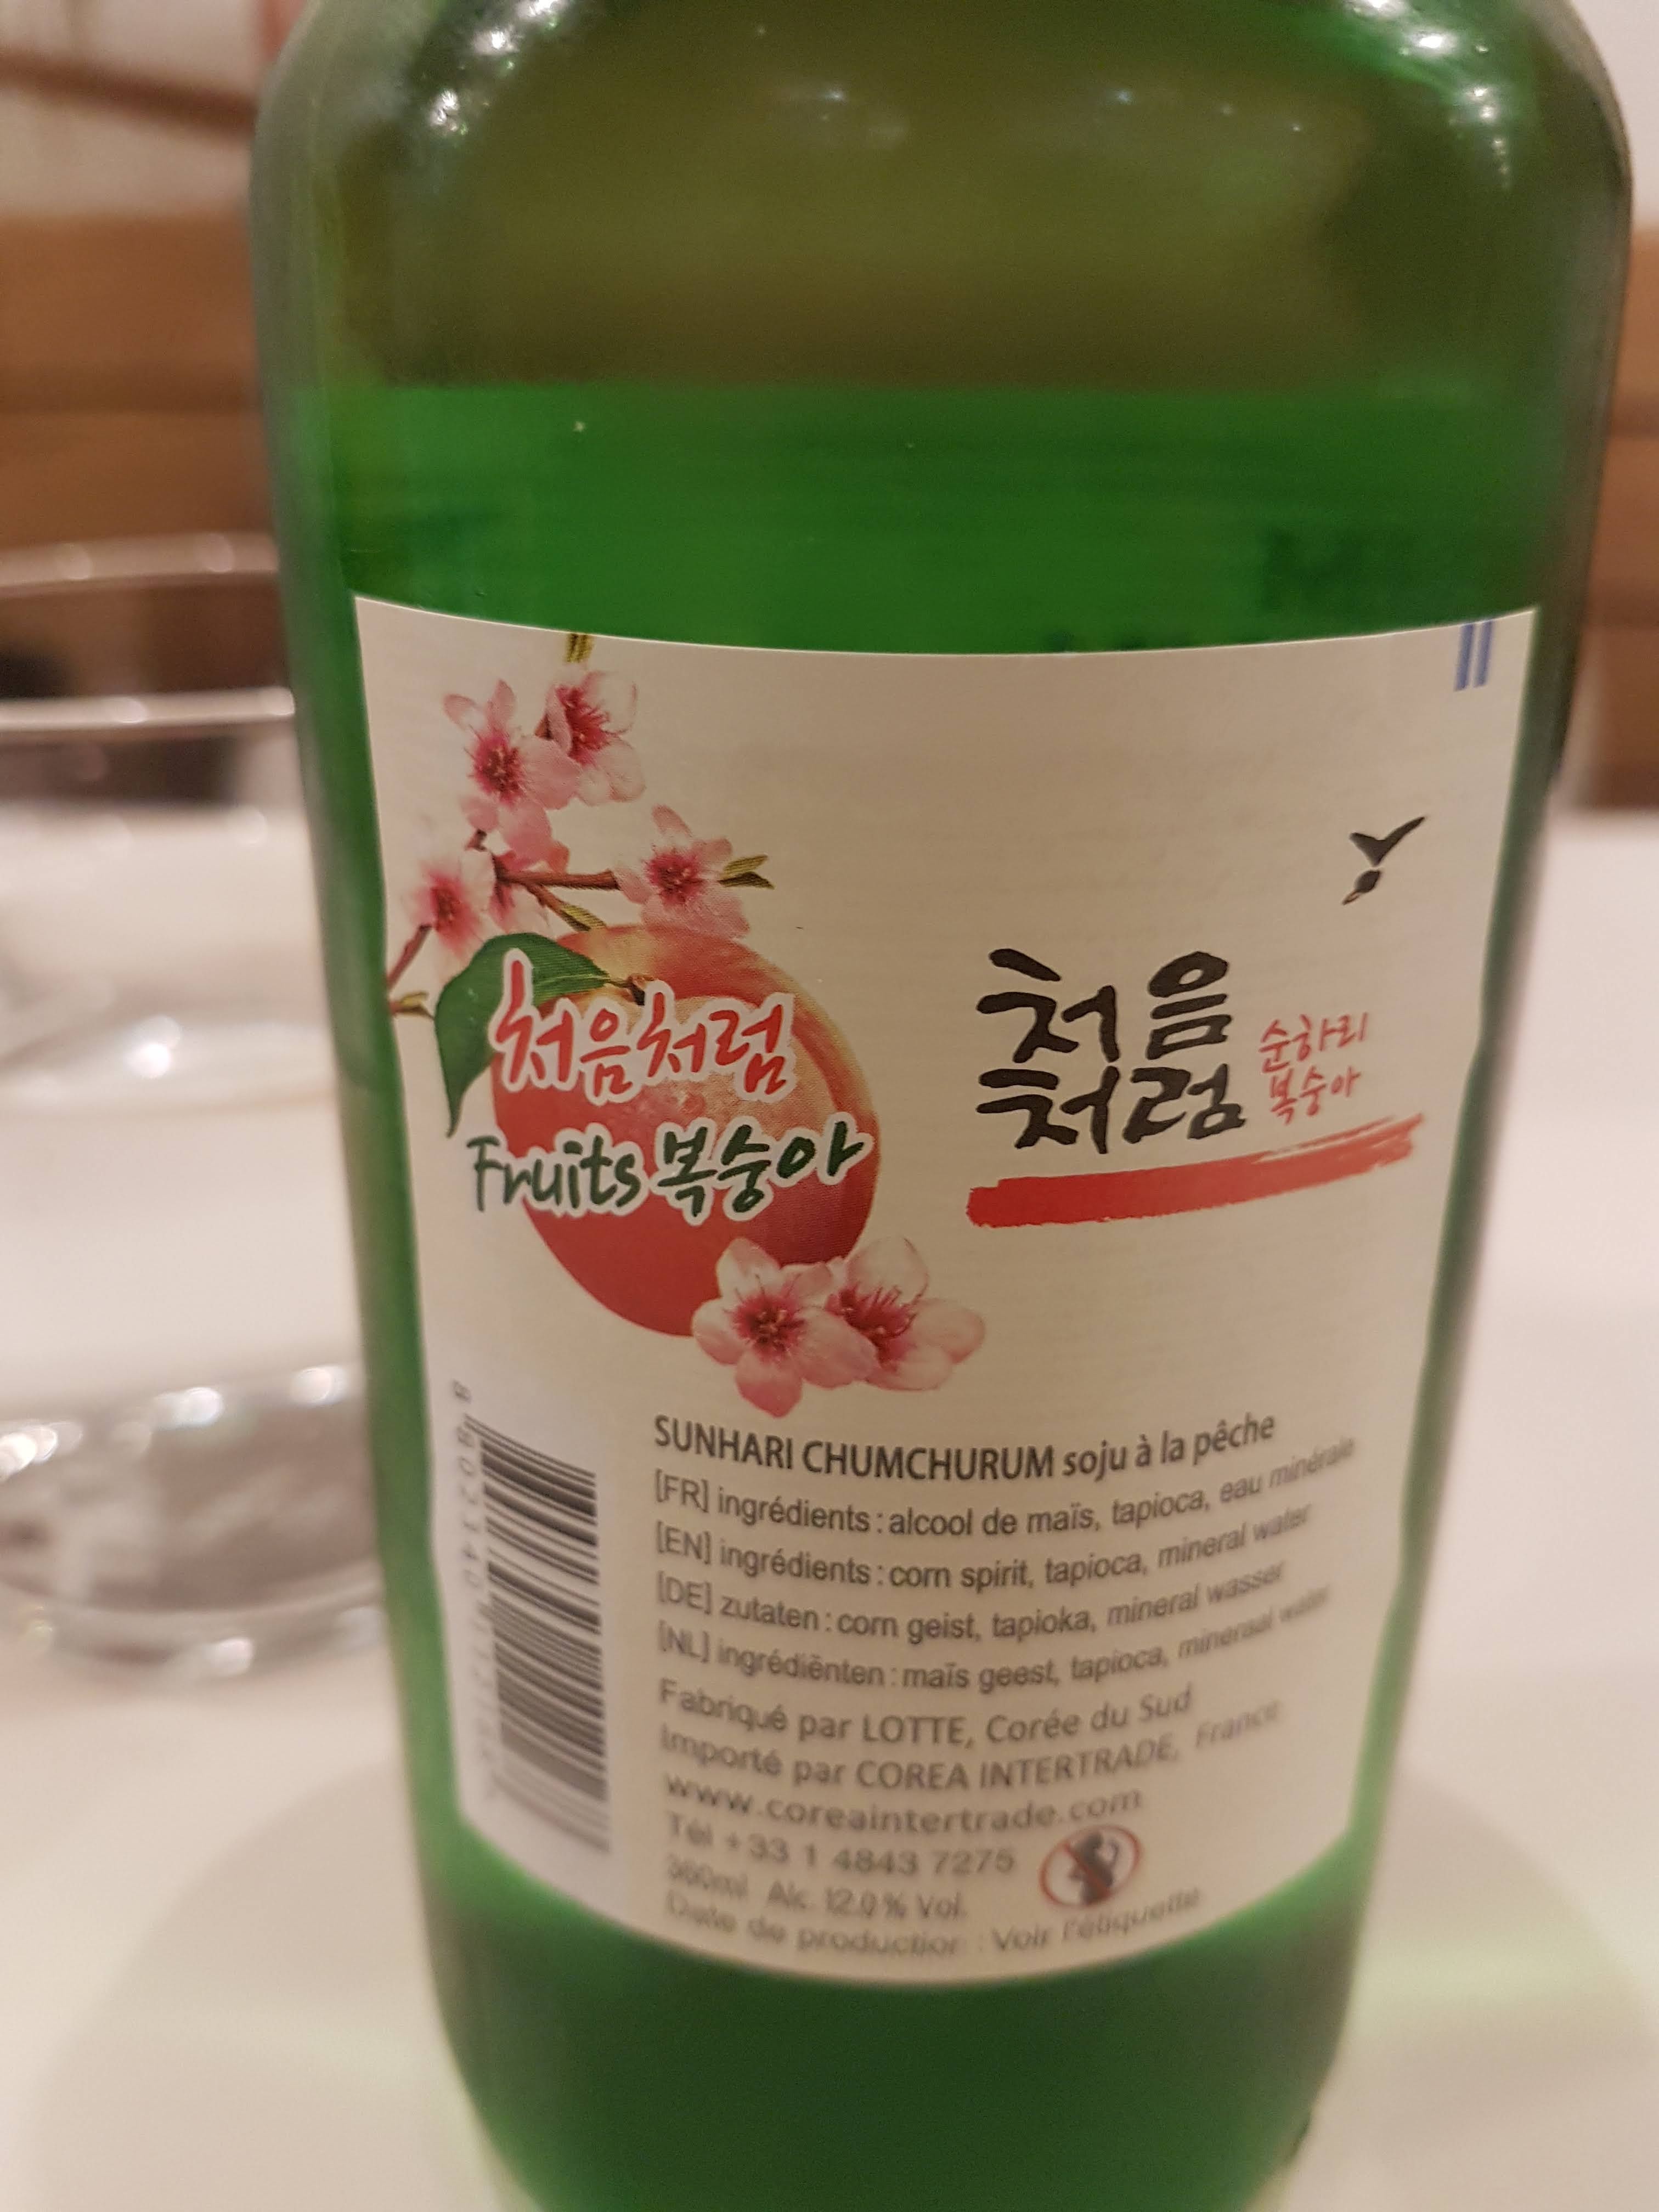 처음처럼
Fruits 복숭아
처음
처럼
순하리
복숭아
SUNHARI CHUMCHURUM soju à la pêche
[FR] ingrédients : alcool de maïs, tapioca, eau minérale
[EN] ingrédients : corn spirit, tapioca, mineral water
[DE] zutaten : corn geist, tapioka, mineral wasser
[NL] ingrédiënten : maïs geest, tapioca, mineraal water
Fabriqué par LOTTE, Corée du Sud
Importé par COREA INTERTRADE, France
www.coreaintertrade.com
Tél +33 1 4843 7275
360ml Alc. 12.0 % Vol.
Date de production : Voir l'étiquette